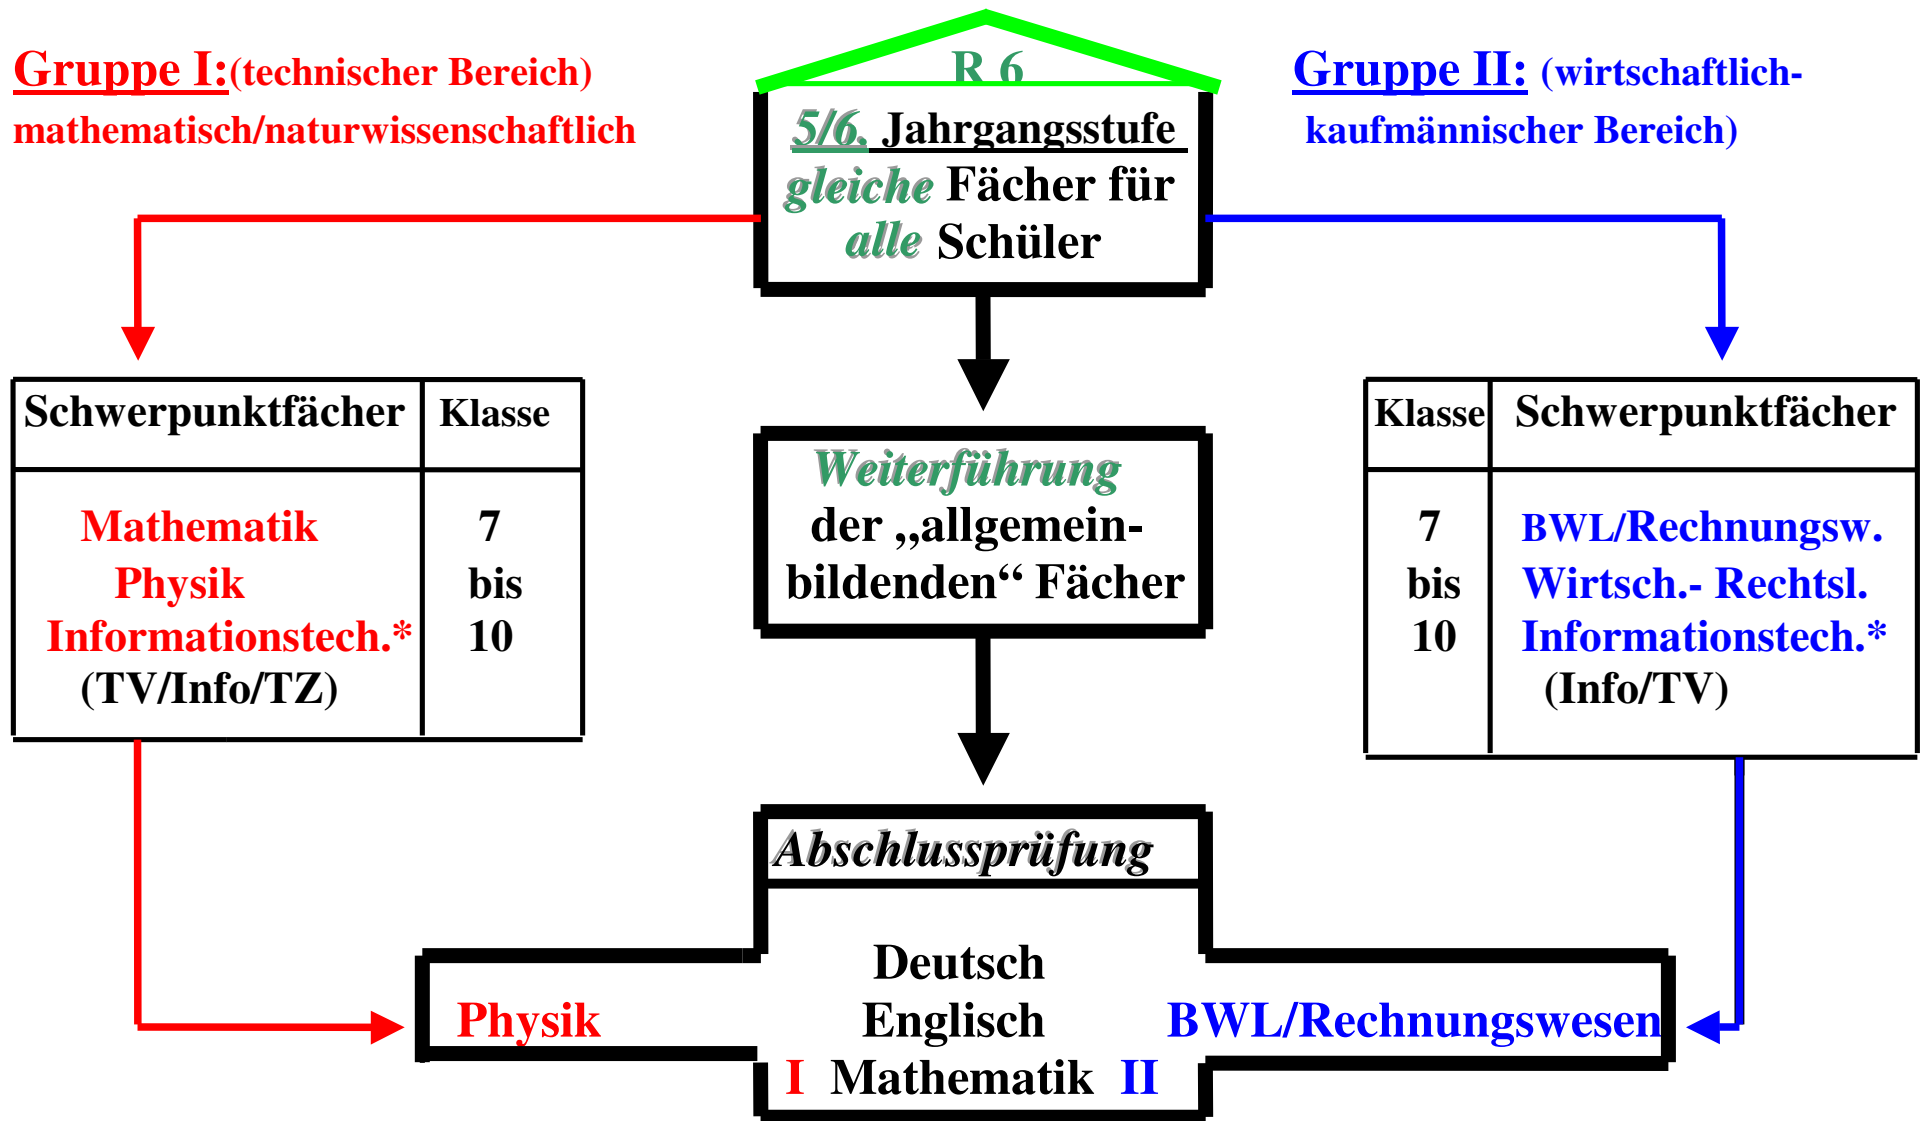 Gruppe I:(technischer Bereich)
mathematisch/naturwissenschaftlich
R 6
5/6. Jahrgangsstufe
gleiche Fächer für
alle Schüler
Gruppe II: (wirtschaftlich-
kaufmännischer Bereich)
Schwerpunktfächer Klasse
Mathematik 7
Physik bis
Informationstech.* 10
(TV/Info/TZ)
Weiterführung
der „allgemein-
bildenden“ Fächer
Klasse Schwerpunktfächer
7 BWL/Rechnungsw.
bis Wirtsch.- Rechtsl.
10 Informationstech.*
(Info/TV)
Abschlussprüfung
Deutsch
Physik Englisch BWL/Rechnungswesen
I Mathematik II